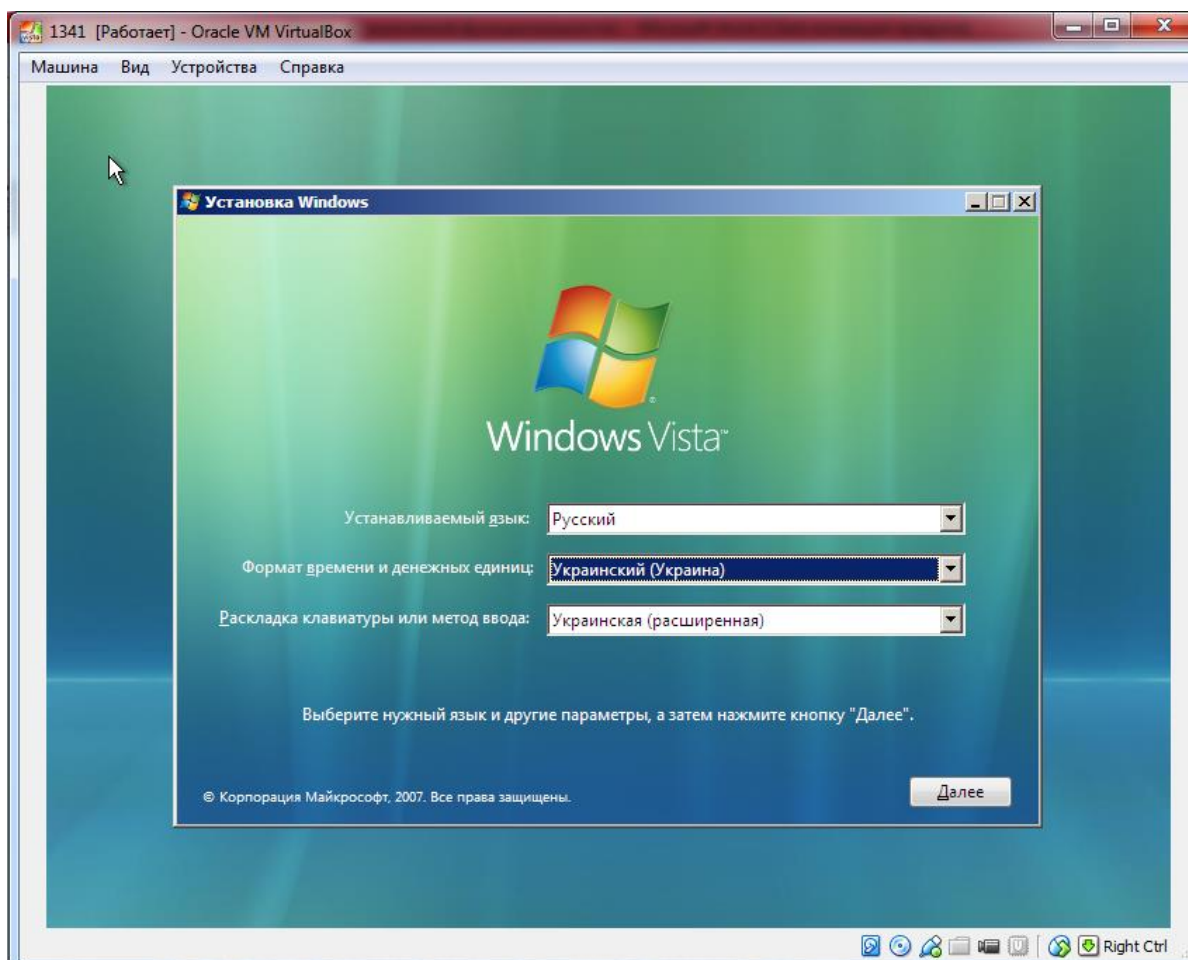 1341 [Работает] - Oracle VM VirtualBox
Машина Вид Устройства Справка
Установка Windows
Windows Vista™
Устанавливаемый язык: Русский
Формат времени и денежных единиц: Украинский (Украина)
Раскладка клавиатуры или метод ввода: Украинская (расширенная)
Выберите нужный язык и другие параметры, а затем нажмите кнопку "Далее".
© Корпорация Майкрософт, 2007. Все права защищены.
Далее
Right Ctrl